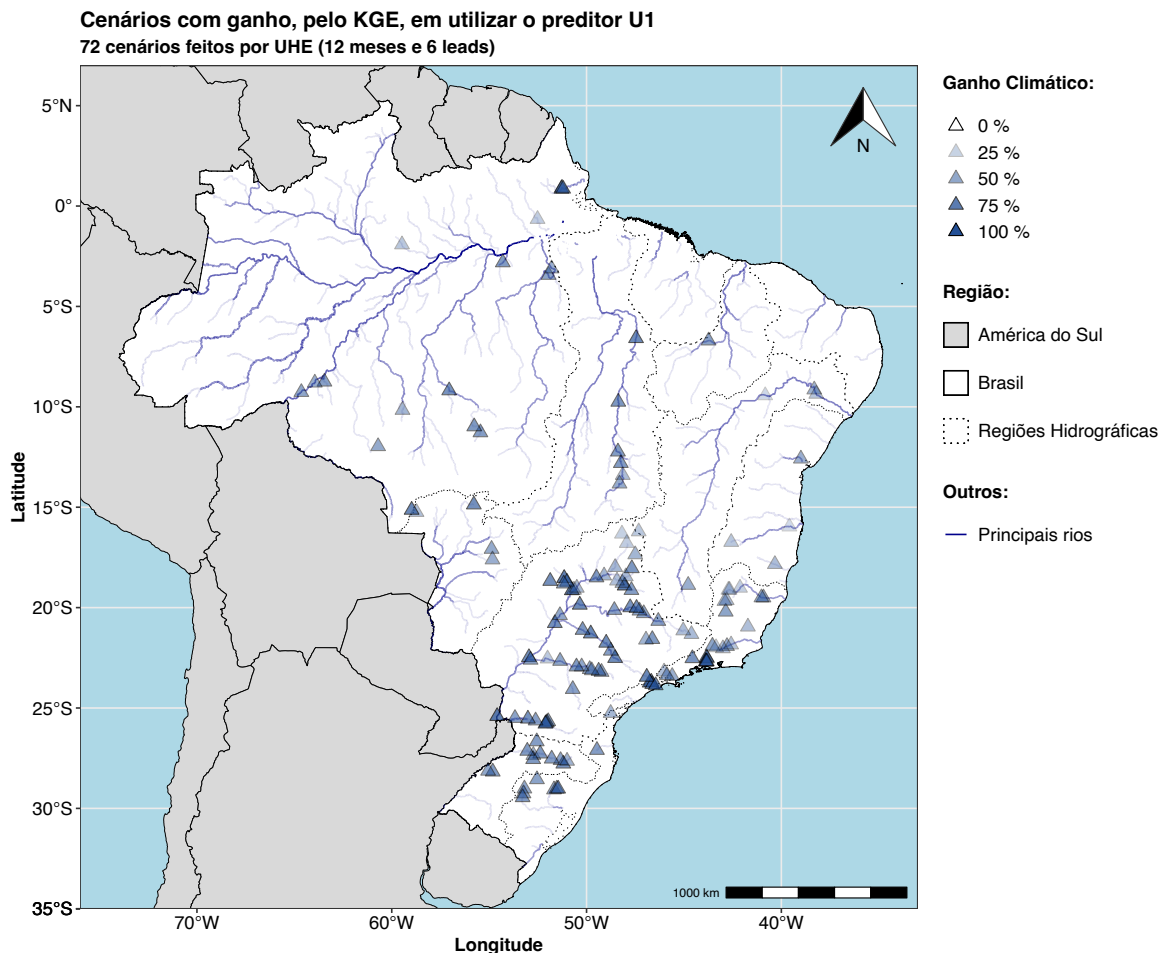 Cenários com ganho, pelo KGE, em utilizar o preditor U1
72 cenários feitos por UHE (12 meses e 6 leads)
5°N
0°
5°S
10°S
15°S
20°S
25°S
30°S
35°S
Latitude
70°W
60°W
50°W
40°W
Longitude
N
1000 km
Ganho Climático:
0 %
25 %
50 %
75 %
100 %
Região:
América do Sul
Brasil
Regiões Hidrográficas
Outros:
Principais rios